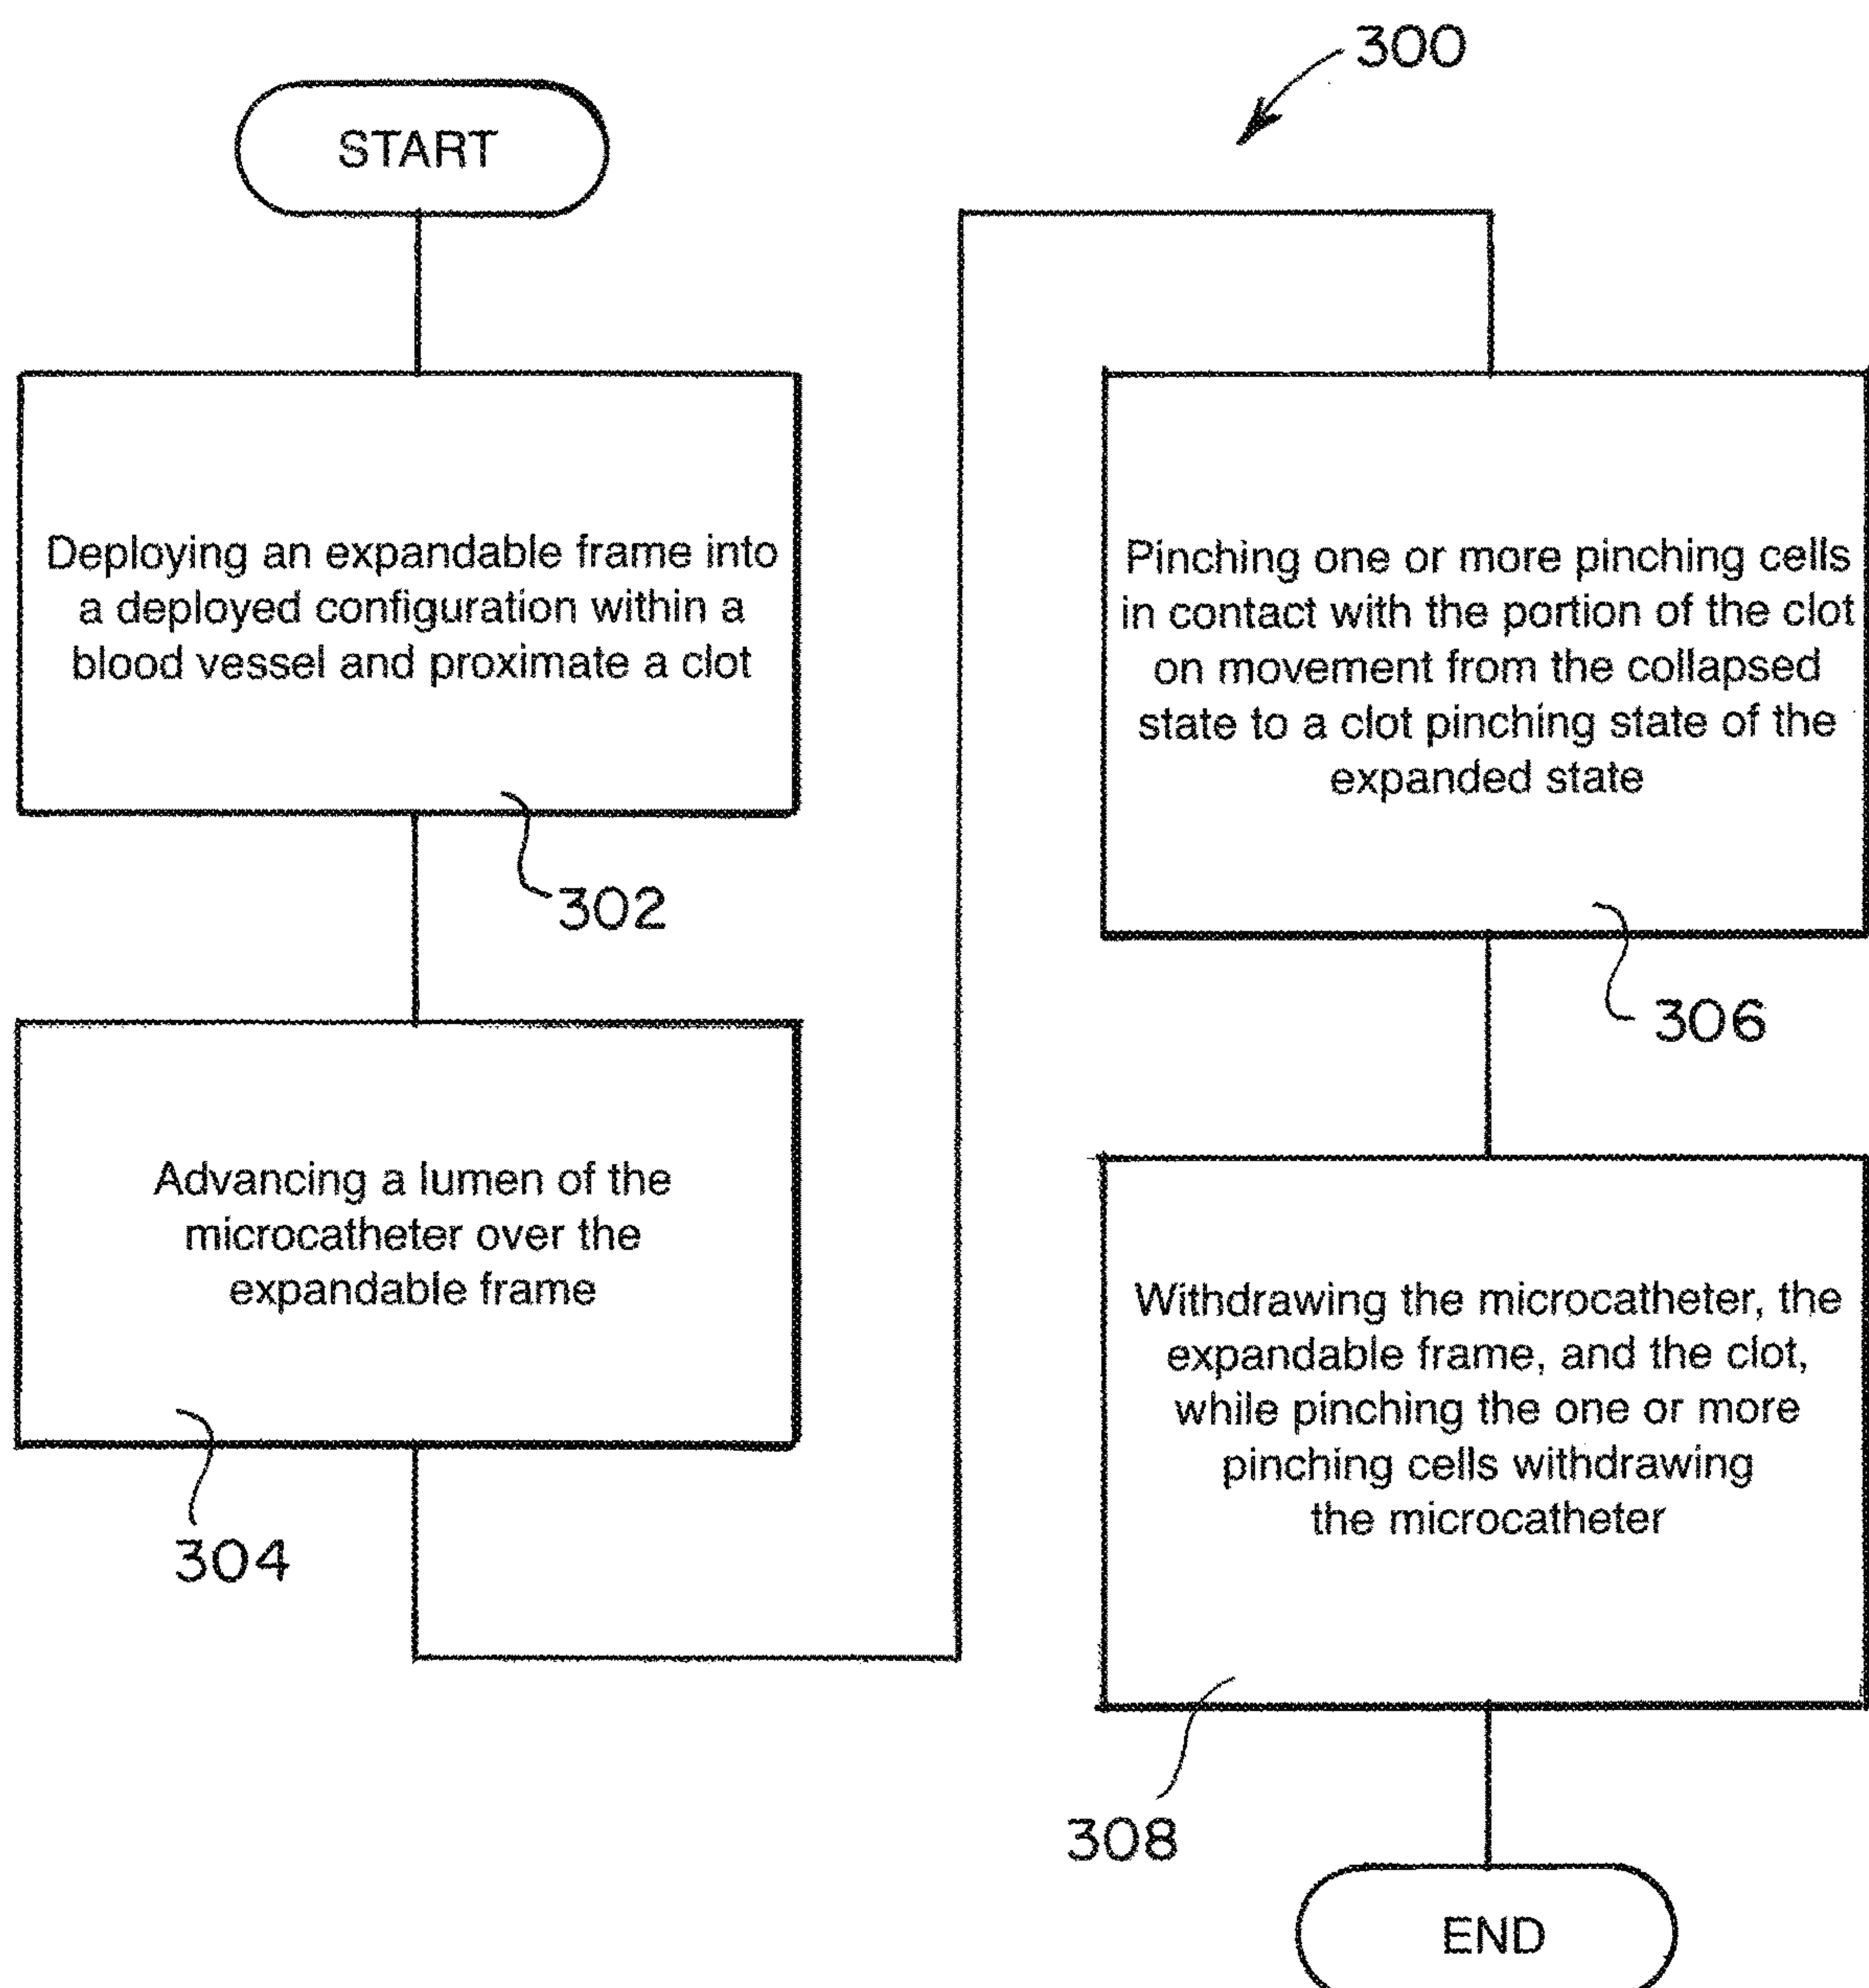 300
START
Deploying an expandable frame into
a deployed configuration within a
blood vessel and proximate a clot
302
Advancing a lumen of the
microcatheter over the
expandable frame
304
Pinching one or more pinching cells
in contact with the portion of the clot
on movement from the collapsed
state to a clot pinching state of the
expanded state
306
Withdrawing the microcatheter, the
expandable frame, and the clot,
while pinching the one or more
pinching cells withdrawing
the microcatheter
308
END